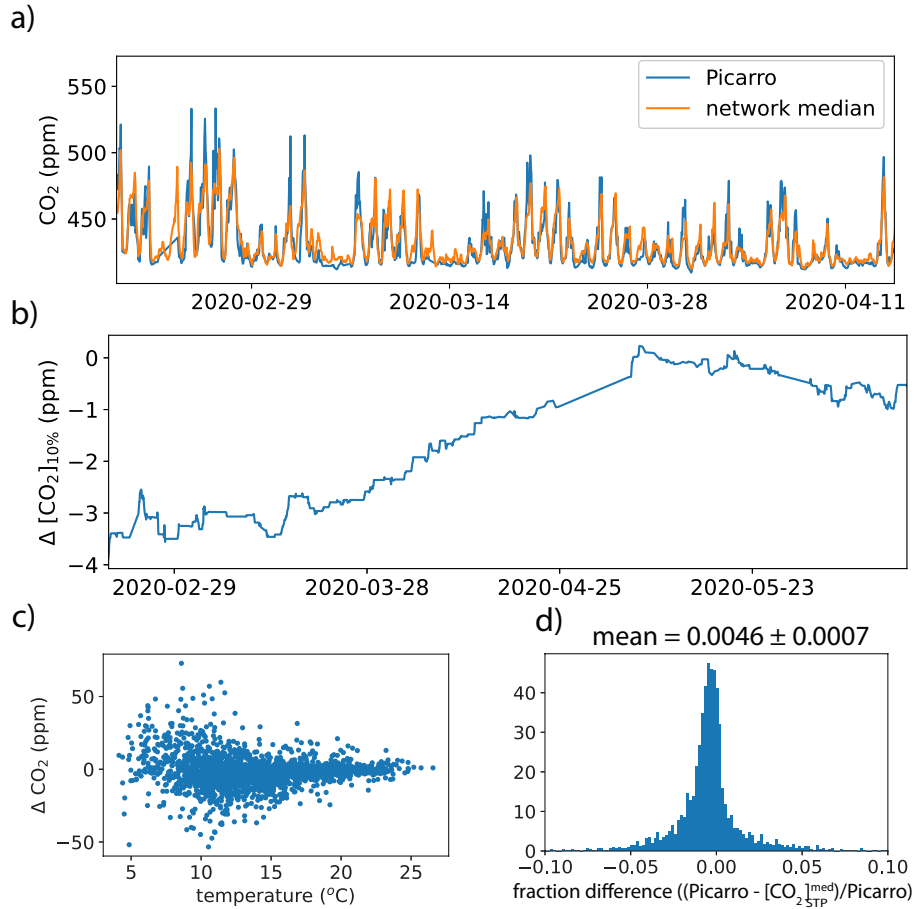 a)
CO₂ (ppm)
550
500
450
Picarro
network median
2020-02-29
2020-03-14
2020-03-28
2020-04-11
b)
Δ [CO₂]₁₀% (ppm)
0
−1
−2
−3
−4
2020-02-29
2020-03-28
2020-04-25
2020-05-23
c)
Δ CO₂ (ppm)
50
0
−50
5
10
15
20
25
temperature (°C)
d)
mean = 0.0046 ± 0.0007
40
30
20
10
0
−0.10
−0.05
0.00
0.05
0.10
fraction difference ((Picarro - [CO₂]medSTP)/Picarro)